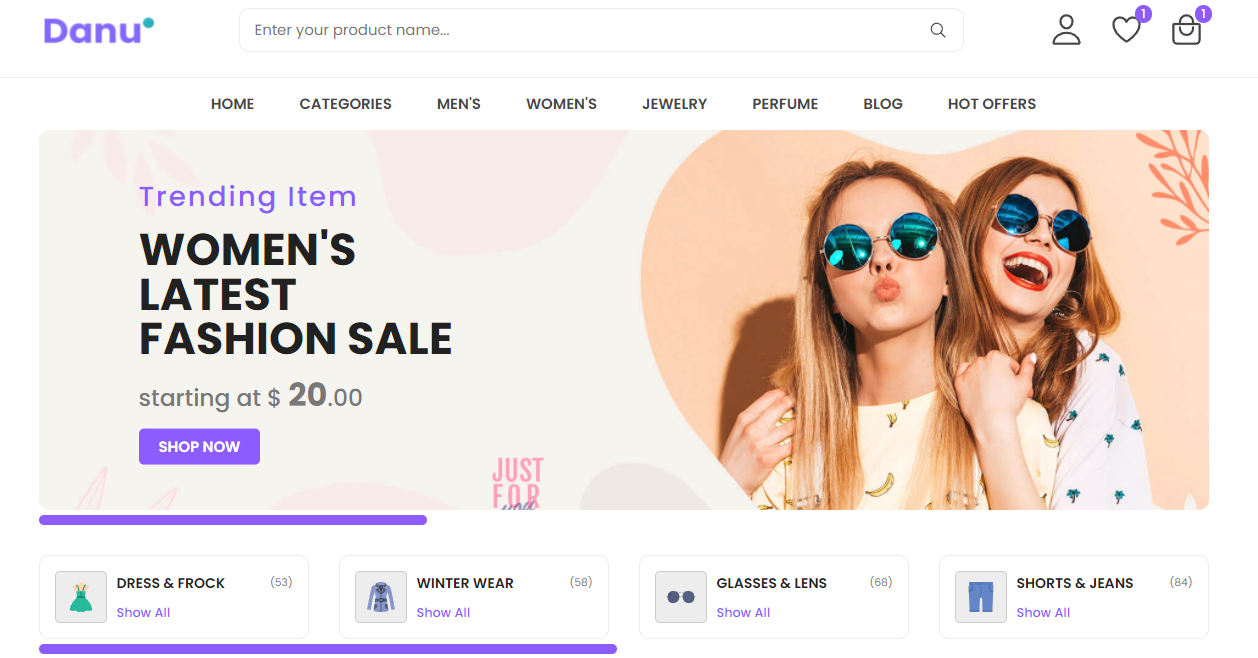 Danu
Enter your product name...
1
1
HOME CATEGORIES MEN'S WOMEN'S JEWELRY PERFUME BLOG HOT OFFERS
Trending Item
WOMEN'S
LATEST
FASHION SALE
starting at $ 20.00
SHOP NOW
JUST
FOR
you
DRESS & FROCK (53)
Show All
WINTER WEAR (58)
Show All
GLASSES & LENS (68)
Show All
SHORTS & JEANS (84)
Show All